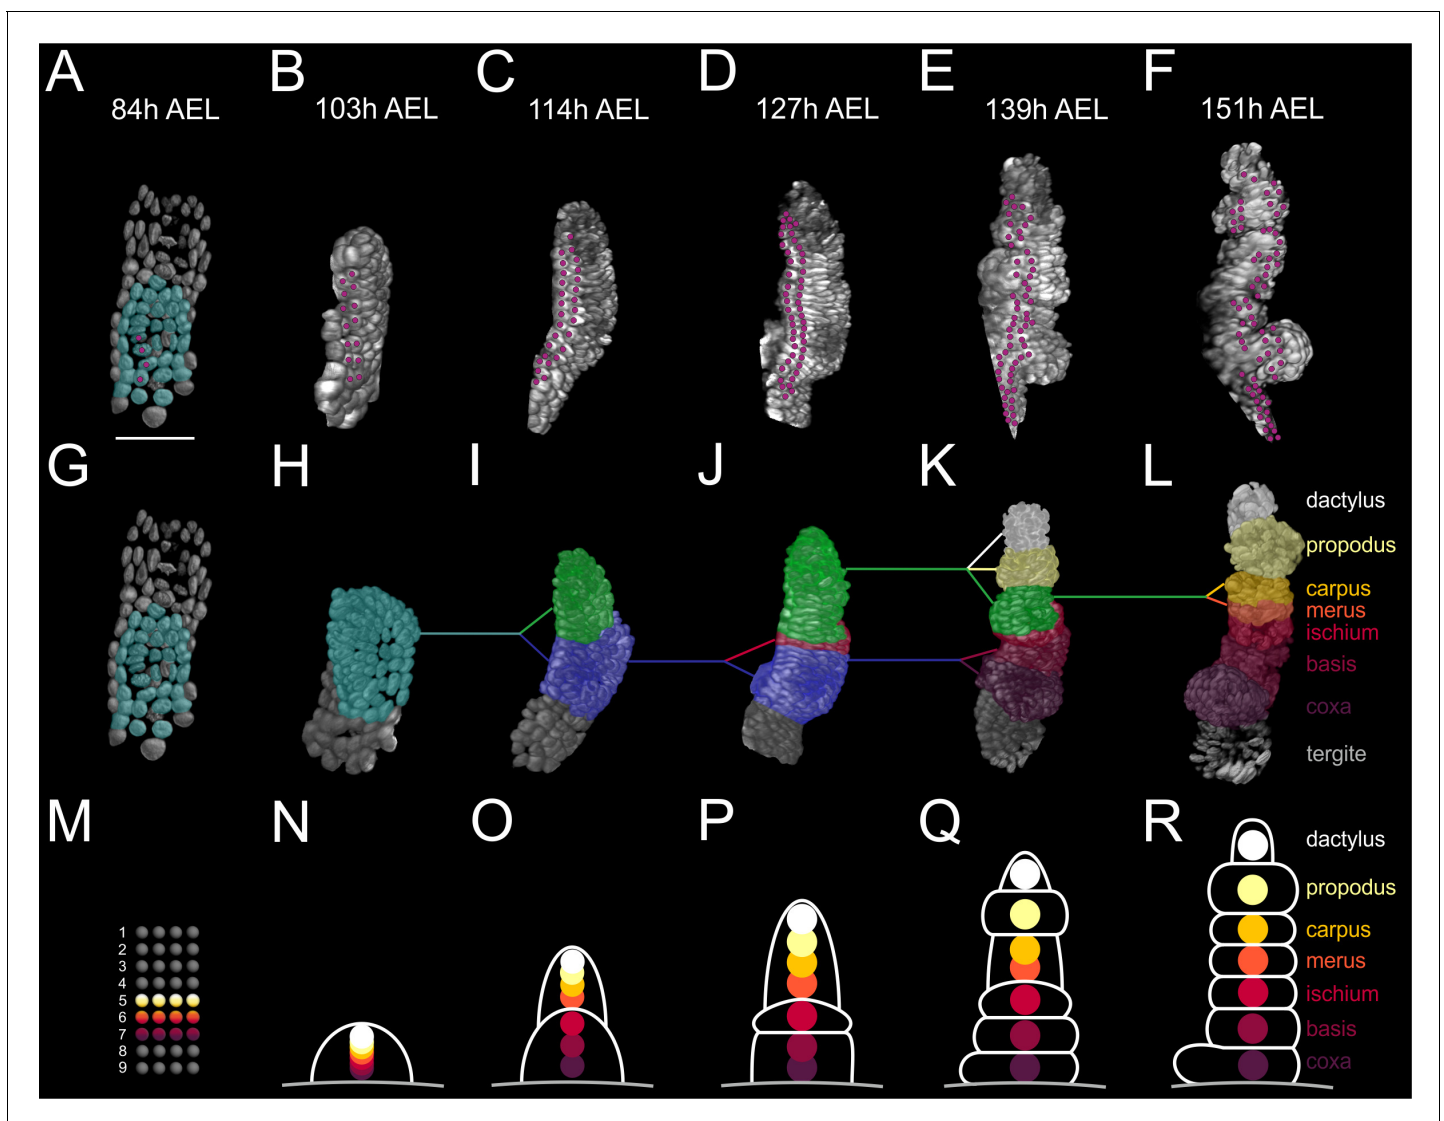 A B C D E F
84h AEL 103h AEL 114h AEL 127h AEL 139h AEL 151h AEL
G H I J K L
dactylus
propodus
carpus
merus
ischium
basis
coxa
tergite
M N O P Q R
dactylus
propodus
carpus
merus
ischium
basis
coxa
1
2
3
4
5
6
7
8
9